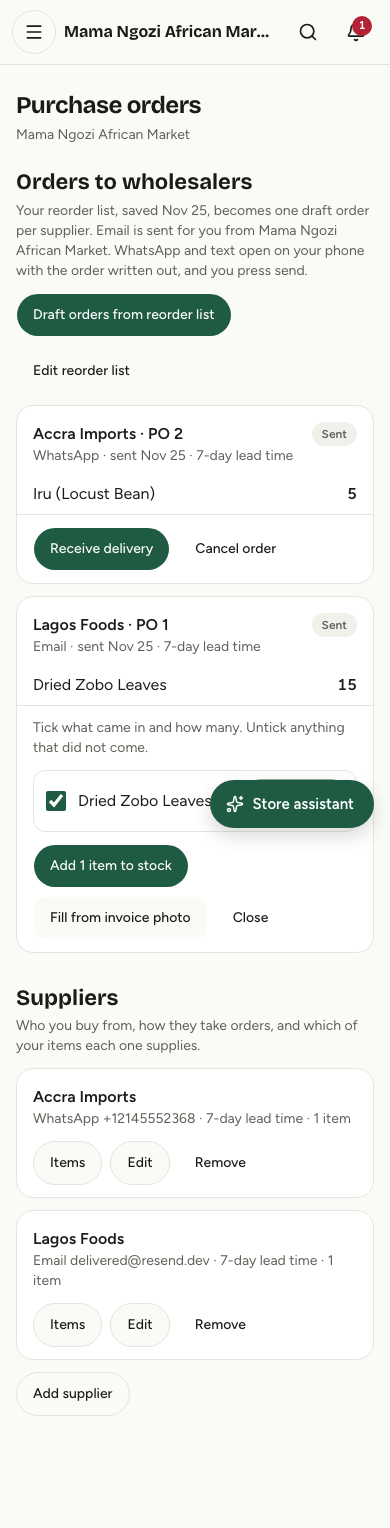 Mama Ngozi African Mar...
1
Purchase orders
Mama Ngozi African Market
Orders to wholesalers
Your reorder list, saved Nov 25, becomes one draft order
per supplier. Email is sent for you from Mama Ngozi
African Market. WhatsApp and text open on your phone
with the order written out, and you press send.
Draft orders from reorder list
Edit reorder list
Accra Imports · PO 2
Sent
WhatsApp · sent Nov 25 · 7-day lead time
Iru (Locust Bean)
5
Receive delivery
Cancel order
Lagos Foods · PO 1
Sent
Email · sent Nov 25 · 7-day lead time
Dried Zobo Leaves
15
Tick what came in and how many. Untick anything
that did not come.
Dried Zobo Leaves
Store assistant
Add 1 item to stock
Fill from invoice photo
Close
Suppliers
Who you buy from, how they take orders, and which of
your items each one supplies.
Accra Imports
WhatsApp +12145552368 · 7-day lead time · 1 item
Items
Edit
Remove
Lagos Foods
Email delivered@resend.dev · 7-day lead time · 1
item
Items
Edit
Remove
Add supplier